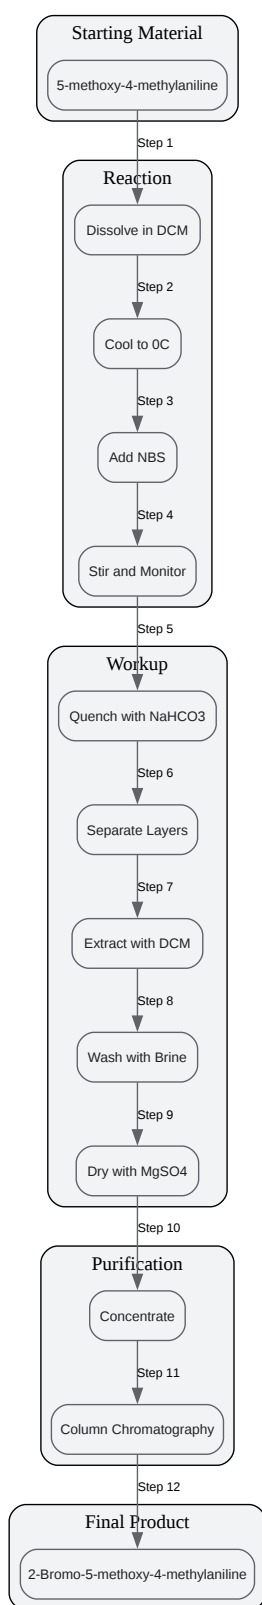 Starting Material
5-methoxy-4-methylaniline
Step 1
Reaction
Dissolve in DCM
Step 2
Cool to 0C
Step 3
Add NBS
Step 4
Stir and Monitor
Step 5
Workup
Quench with NaHCO3
Step 6
Separate Layers
Step 7
Extract with DCM
Step 8
Wash with Brine
Step 9
Dry with MgSO4
Step 10
Purification
Concentrate
Step 11
Column Chromatography
Step 12
Final Product
2-Bromo-5-methoxy-4-methylaniline